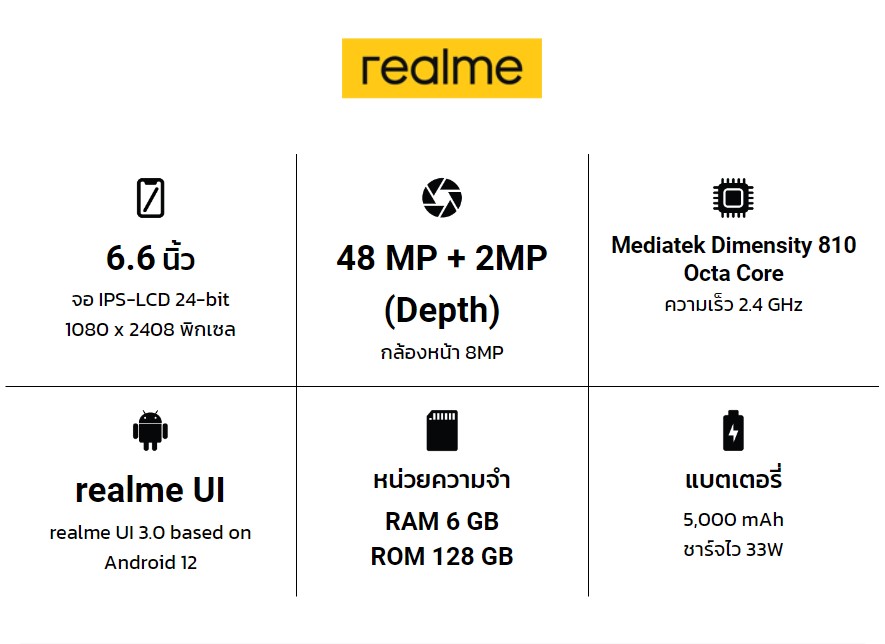 realme
6.6 นิ้ว
จอ IPS-LCD 24-bit
1080 x 2408 พิกเซล
48 MP + 2MP
(Depth)
กล้องหน้า 8MP
Mediatek Dimensity 810
Octa Core
ความเร็ว 2.4 GHz
realme UI
realme UI 3.0 based on
Android 12
หน่วยความจำ
RAM 6 GB
ROM 128 GB
แบตเตอรี่
5,000 mAh
ชาร์จไว 33W